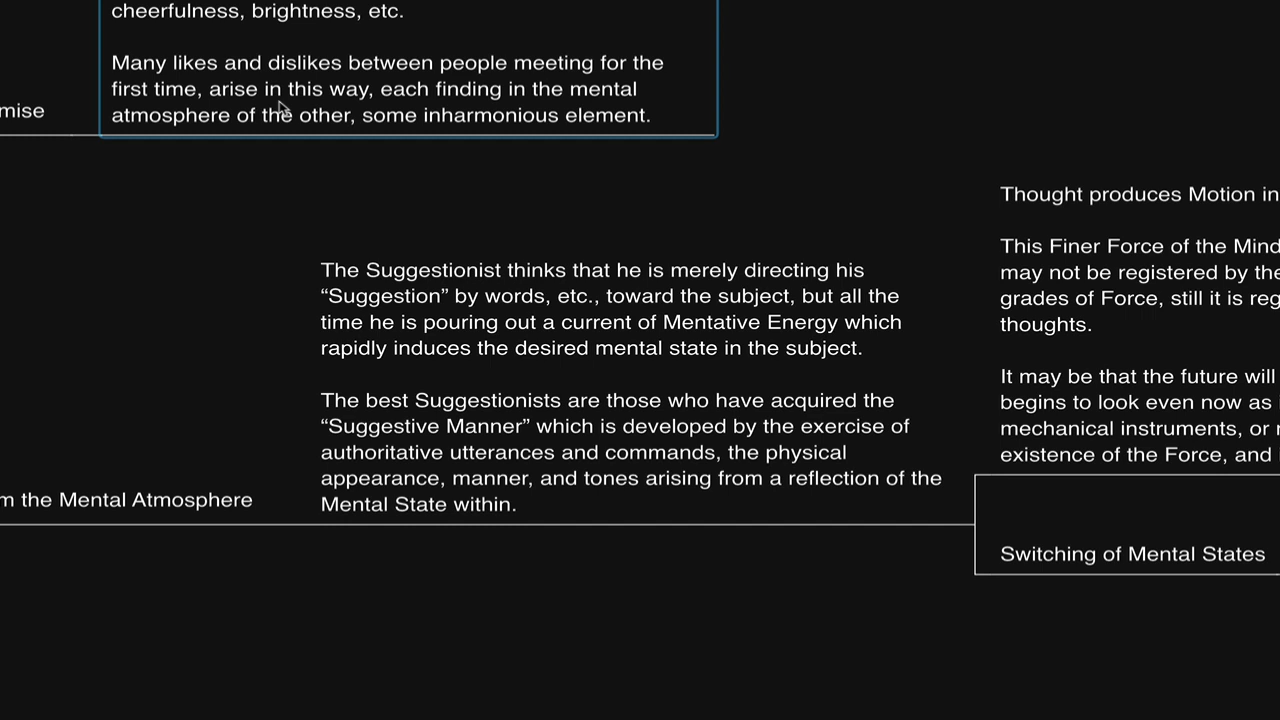 cheerfulness, brightness, etc.
Many likes and dislikes between people meeting for the
first time, arise in this way, each finding in the mental
atmosphere of the other, some inharmonious element.
mise
The Suggestionist thinks that he is merely directing his
“Suggestion” by words, etc., toward the subject, but all the
time he is pouring out a current of Mentative Energy which
rapidly induces the desired mental state in the subject.
The best Suggestionists are those who have acquired the
“Suggestive Manner” which is developed by the exercise of
authoritative utterances and commands, the physical
appearance, manner, and tones arising from a reflection of the
Mental State within.
m the Mental Atmosphere
Thought produces Motion in
This Finer Force of the Mind
may not be registered by the
grades of Force, still it is reg
thoughts.
It may be that the future will
begins to look even now as
mechanical instruments, or
existence of the Force, and
Switching of Mental States